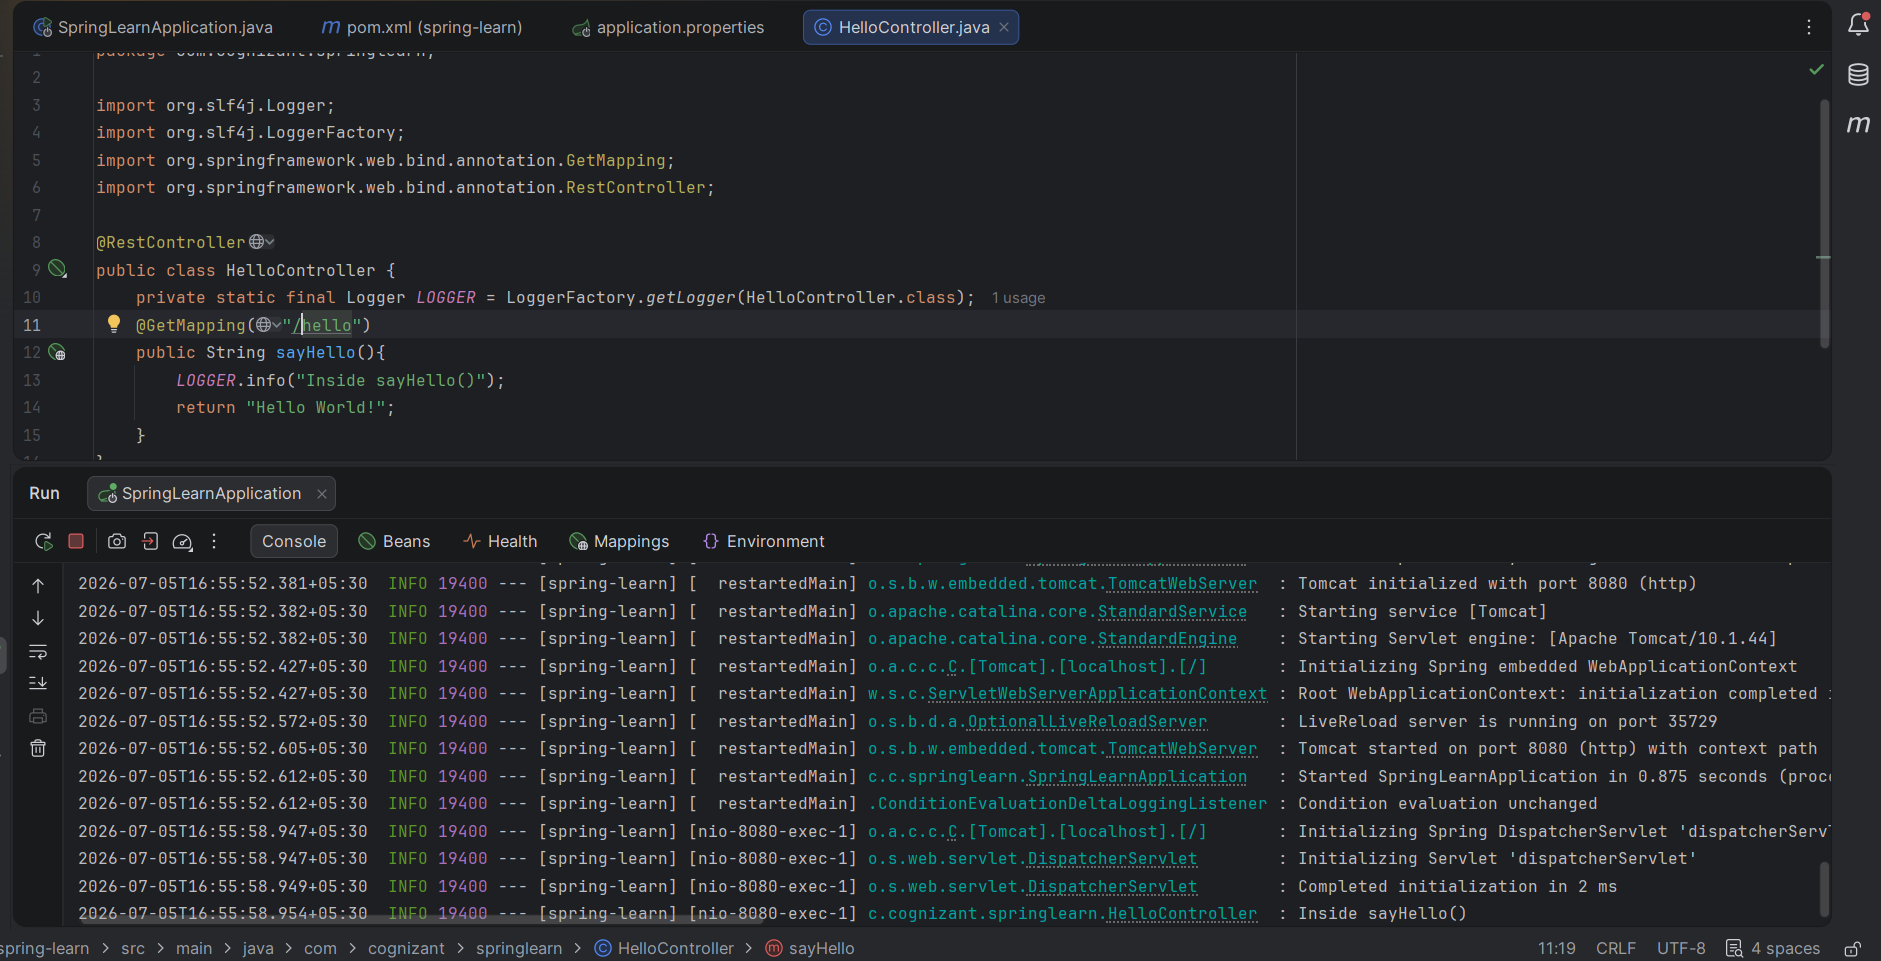 SpringLearnApplication.java
pom.xml (spring-learn)
application.properties
HelloController.java
2
3 import org.slf4j.Logger;
4 import org.slf4j.LoggerFactory;
5 import org.springframework.web.bind.annotation.GetMapping;
6 import org.springframework.web.bind.annotation.RestController;
7
8 @RestController
9 public class HelloController {
10 private static final Logger LOGGER = LoggerFactory.getLogger(HelloController.class); 1 usage
11 @GetMapping("/hello")
12 public String sayHello(){
13 LOGGER.info("Inside sayHello()");
14 return "Hello World!";
15 }
Run SpringLearnApplication
Console Beans Health Mappings Environment
2026-07-05T16:55:52.381+05:30 INFO 19400 --- [spring-learn] [ restartedMain] o.s.b.w.embedded.tomcat.TomcatWebServer : Tomcat initialized with port 8080 (http)
2026-07-05T16:55:52.382+05:30 INFO 19400 --- [spring-learn] [ restartedMain] o.apache.catalina.core.StandardService : Starting service [Tomcat]
2026-07-05T16:55:52.382+05:30 INFO 19400 --- [spring-learn] [ restartedMain] o.apache.catalina.core.StandardEngine : Starting Servlet engine: [Apache Tomcat/10.1.44]
2026-07-05T16:55:52.427+05:30 INFO 19400 --- [spring-learn] [ restartedMain] o.a.c.c.C.[Tomcat].[localhost].[/] : Initializing Spring embedded WebApplicationContext
2026-07-05T16:55:52.427+05:30 INFO 19400 --- [spring-learn] [ restartedMain] w.s.c.ServletWebServerApplicationContext : Root WebApplicationContext: initialization completed
2026-07-05T16:55:52.572+05:30 INFO 19400 --- [spring-learn] [ restartedMain] o.s.b.d.a.OptionalLiveReloadServer : LiveReload server is running on port 35729
2026-07-05T16:55:52.605+05:30 INFO 19400 --- [spring-learn] [ restartedMain] o.s.b.w.embedded.tomcat.TomcatWebServer : Tomcat started on port 8080 (http) with context path
2026-07-05T16:55:52.612+05:30 INFO 19400 --- [spring-learn] [ restartedMain] c.c.springlearn.SpringLearnApplication : Started SpringLearnApplication in 0.875 seconds (proc
2026-07-05T16:55:52.612+05:30 INFO 19400 --- [spring-learn] [ restartedMain] .ConditionEvaluationDeltaLoggingListener : Condition evaluation unchanged
2026-07-05T16:55:58.947+05:30 INFO 19400 --- [spring-learn] [nio-8080-exec-1] o.a.c.c.C.[Tomcat].[localhost].[/] : Initializing Spring DispatcherServlet 'dispatcherServl
2026-07-05T16:55:58.947+05:30 INFO 19400 --- [spring-learn] [nio-8080-exec-1] o.s.web.servlet.DispatcherServlet : Initializing Servlet 'dispatcherServlet'
2026-07-05T16:55:58.949+05:30 INFO 19400 --- [spring-learn] [nio-8080-exec-1] o.s.web.servlet.DispatcherServlet : Completed initialization in 2 ms
2026-07-05T16:55:58.954+05:30 INFO 19400 --- [spring-learn] [nio-8080-exec-1] c.cognizant.springlearn.HelloController : Inside sayHello()
spring-learn > src > main > java > com > cognizant > springlearn > HelloController > sayHello 11:19 CRLF UTF-8 4 spaces